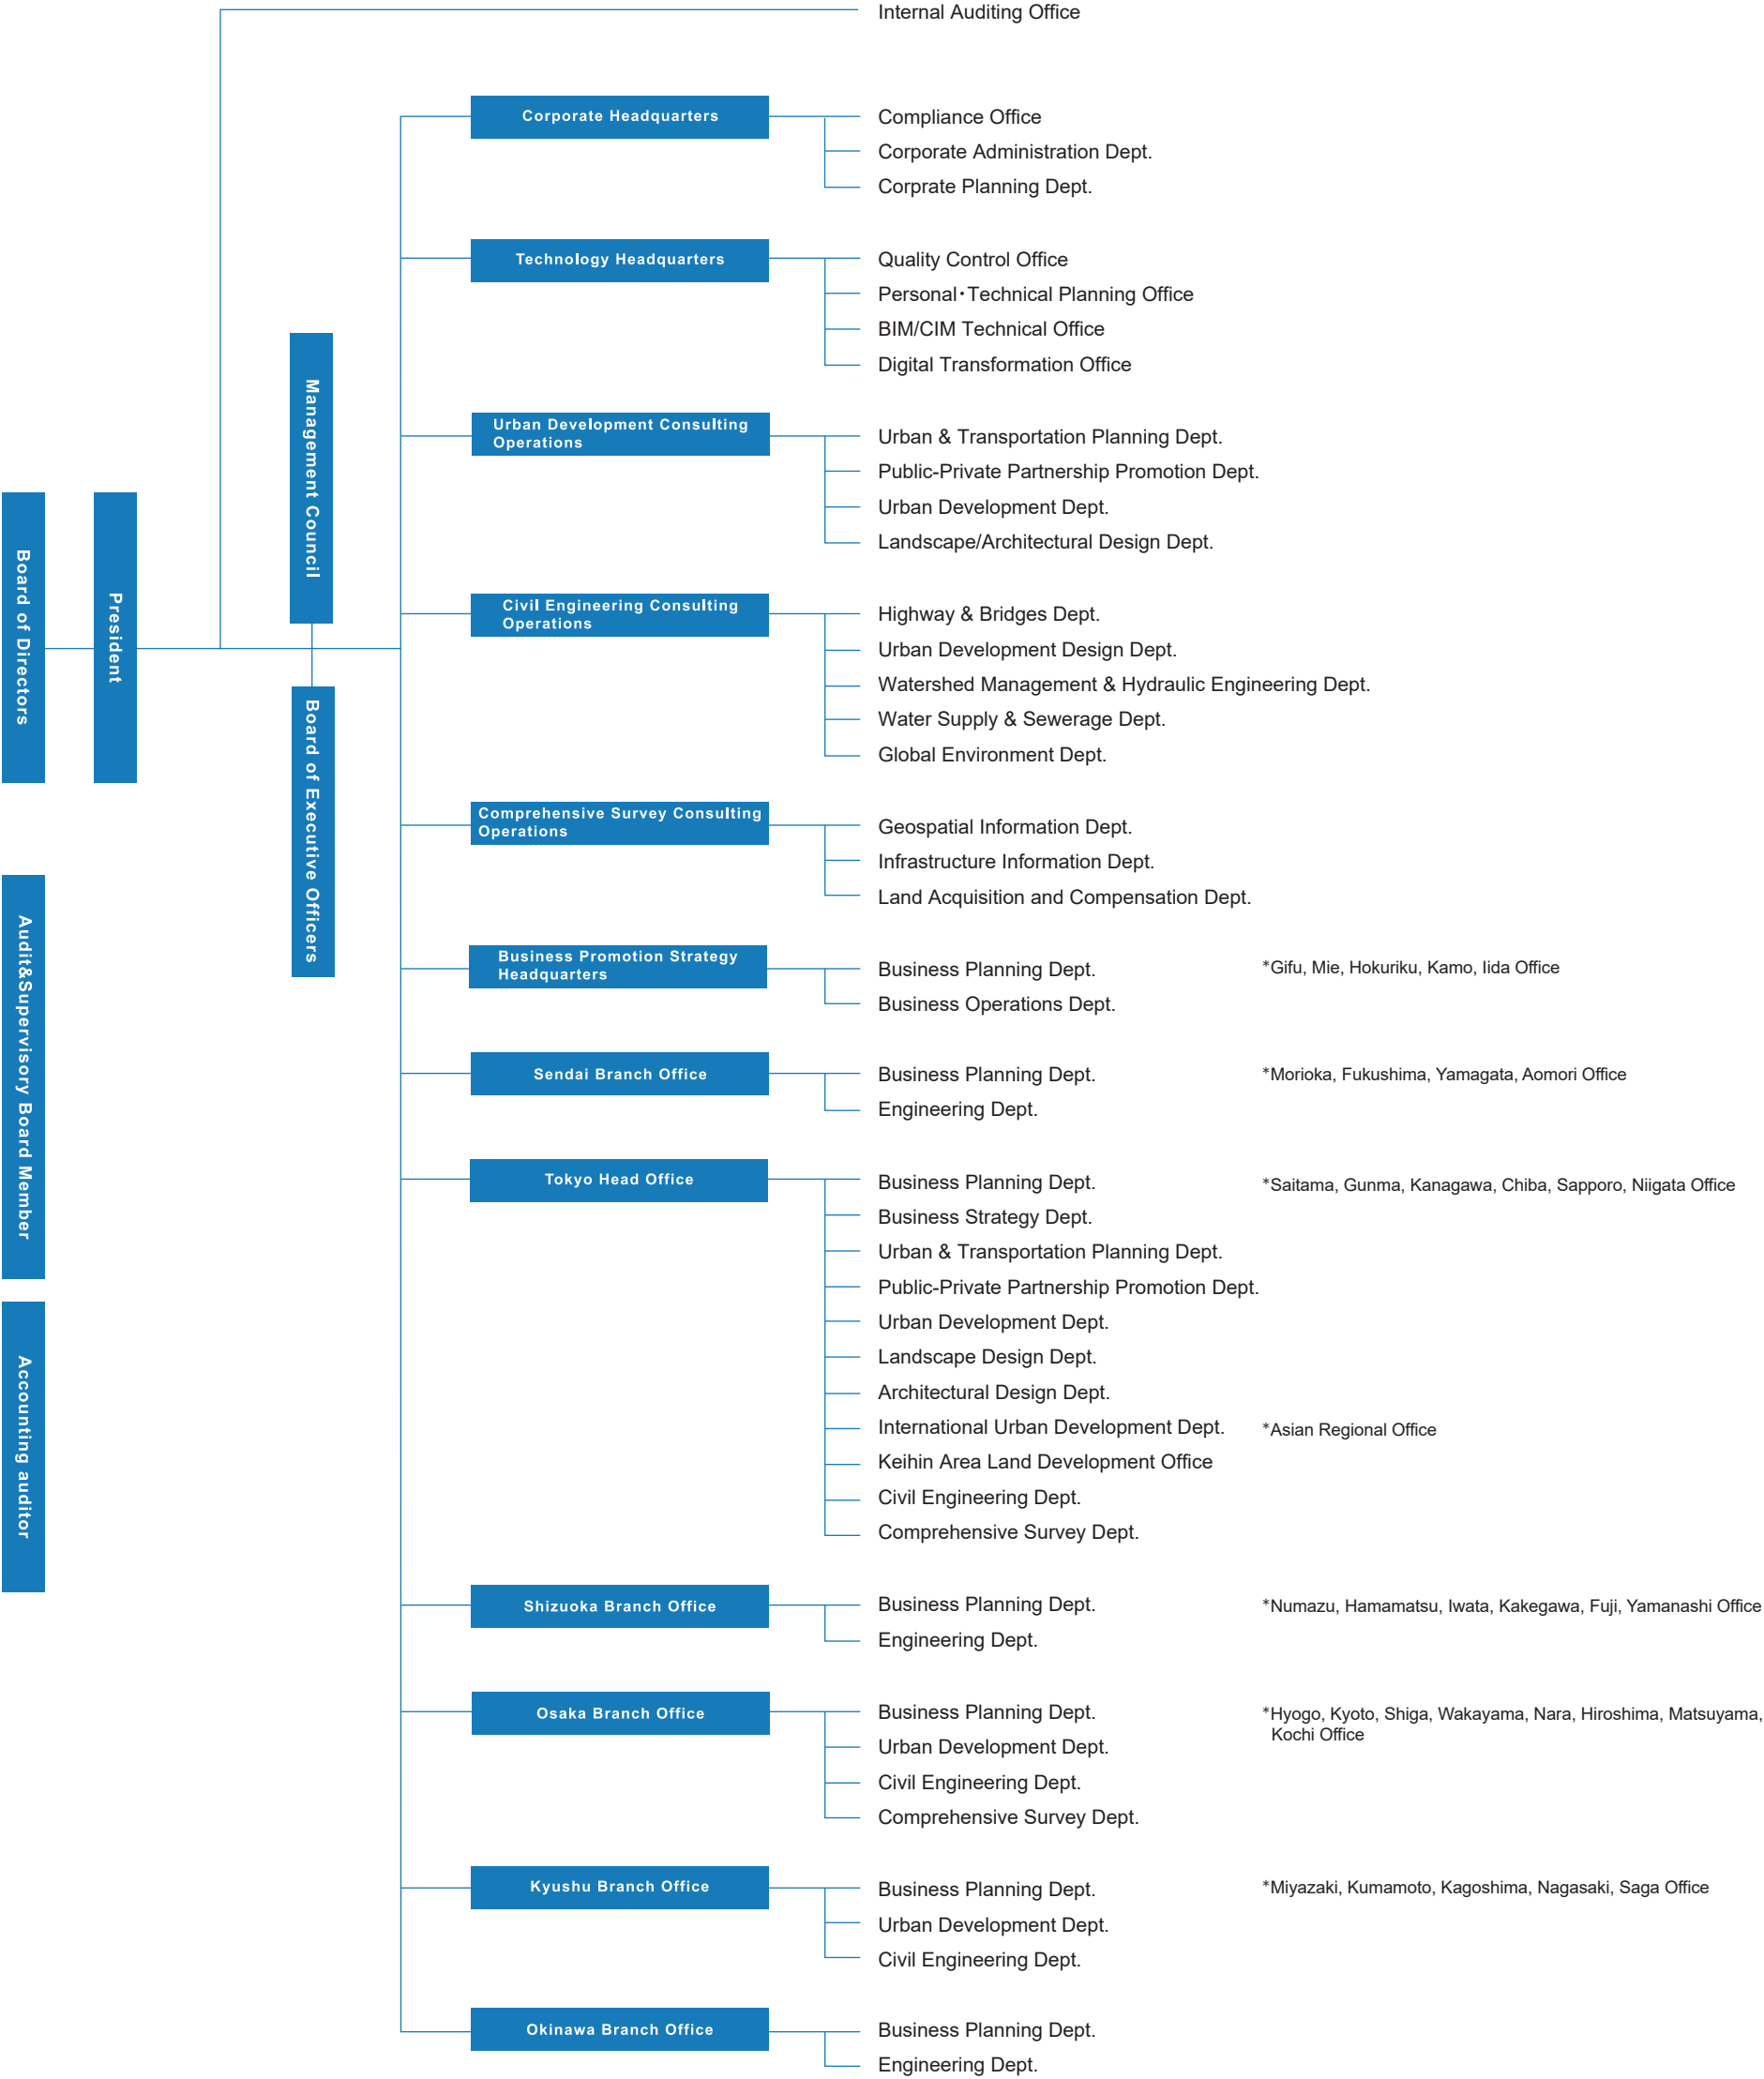 Internal Auditing Office
Corporate Headquarters
Compliance Office
Corporate Administration Dept.
Corprate Planning Dept.
Technology Headquarters
Quality Control Office
Personal・Technical Planning Office
BIM/CIM Technical Office
Digital Transformation Office
Management Council
Urban Development Consulting
Operations
Urban & Transportation Planning Dept.
Public-Private Partnership Promotion Dept.
Urban Development Dept.
Landscape/Architectural Design Dept.
Board of Directors
President
Civil Engineering Consulting
Operations
Highway & Bridges Dept.
Urban Development Design Dept.
Watershed Management & Hydraulic Engineering Dept.
Water Supply & Sewerage Dept.
Global Environment Dept.
Board of Executive Officers
Comprehensive Survey Consulting
Operations
Geospatial Information Dept.
Infrastructure Information Dept.
Land Acquisition and Compensation Dept.
Audit&Supervisory Board Member
Business Promotion Strategy
Headquarters
Business Planning Dept.
*Gifu, Mie, Hokuriku, Kamo, Iida Office
Business Operations Dept.
Sendai Branch Office
Business Planning Dept.
*Morioka, Fukushima, Yamagata, Aomori Office
Engineering Dept.
Tokyo Head Office
Business Planning Dept.
*Saitama, Gunma, Kanagawa, Chiba, Sapporo, Niigata Office
Business Strategy Dept.
Urban & Transportation Planning Dept.
Public-Private Partnership Promotion Dept.
Urban Development Dept.
Landscape Design Dept.
Architectural Design Dept.
International Urban Development Dept.
*Asian Regional Office
Keihin Area Land Development Office
Civil Engineering Dept.
Comprehensive Survey Dept.
Accounting auditor
Shizuoka Branch Office
Business Planning Dept.
*Numazu, Hamamatsu, Iwata, Kakegawa, Fuji, Yamanashi Office
Engineering Dept.
Osaka Branch Office
Business Planning Dept.
*Hyogo, Kyoto, Shiga, Wakayama, Nara, Hiroshima, Matsuyama,
Kochi Office
Urban Development Dept.
Civil Engineering Dept.
Comprehensive Survey Dept.
Kyushu Branch Office
Business Planning Dept.
*Miyazaki, Kumamoto, Kagoshima, Nagasaki, Saga Office
Urban Development Dept.
Civil Engineering Dept.
Okinawa Branch Office
Business Planning Dept.
Engineering Dept.